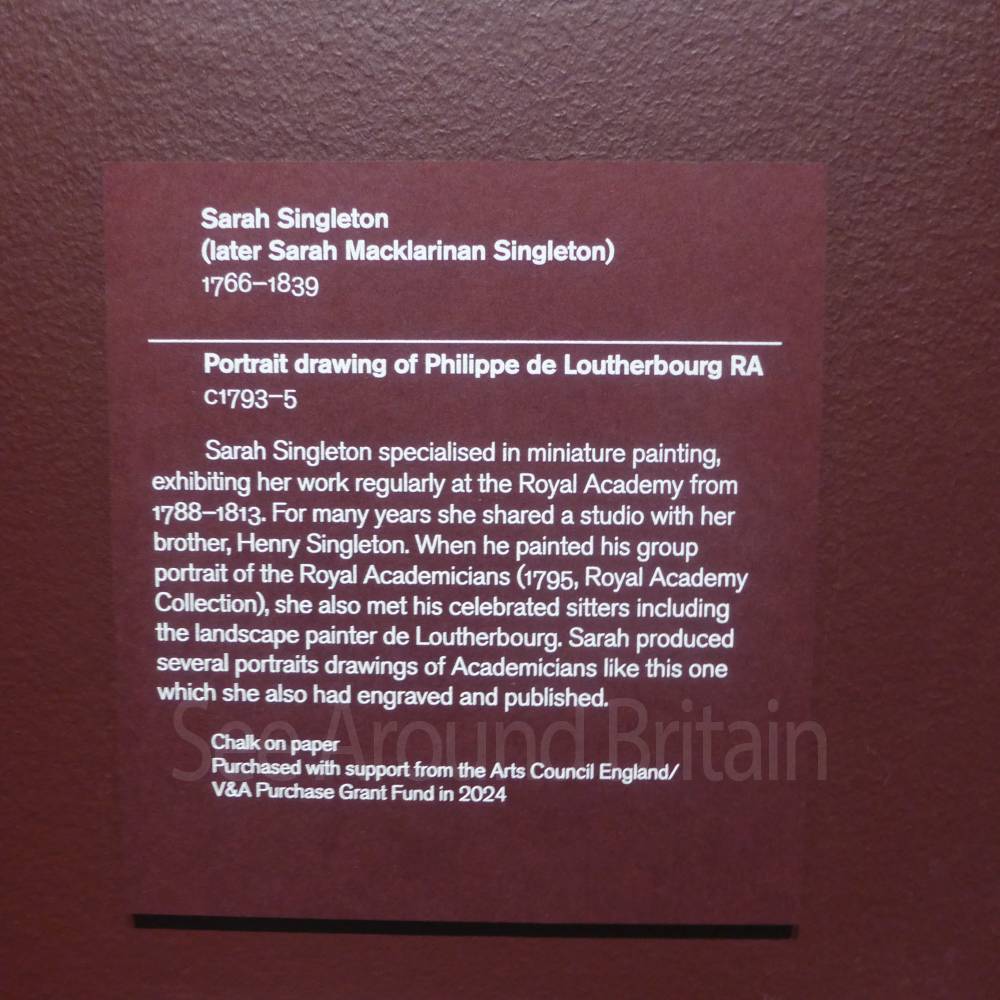 Sarah Singleton
(later Sarah Macklarinan Singleton)
1766–1839
Portrait drawing of Philippe de Loutherbourg RA
c1793–5
Sarah Singleton specialised in miniature painting,
exhibiting her work regularly at the Royal Academy from
1788–1813. For many years she shared a studio with her
brother, Henry Singleton. When he painted his group
portrait of the Royal Academicians (1795, Royal Academy
Collection), she also met his celebrated sitters including
the landscape painter de Loutherbourg. Sarah produced
several portraits drawings of Academicians like this one
which she also had engraved and published.
See Around Britain
Chalk on paper
Purchased with support from the Arts Council England/
V&A Purchase Grant Fund in 2024